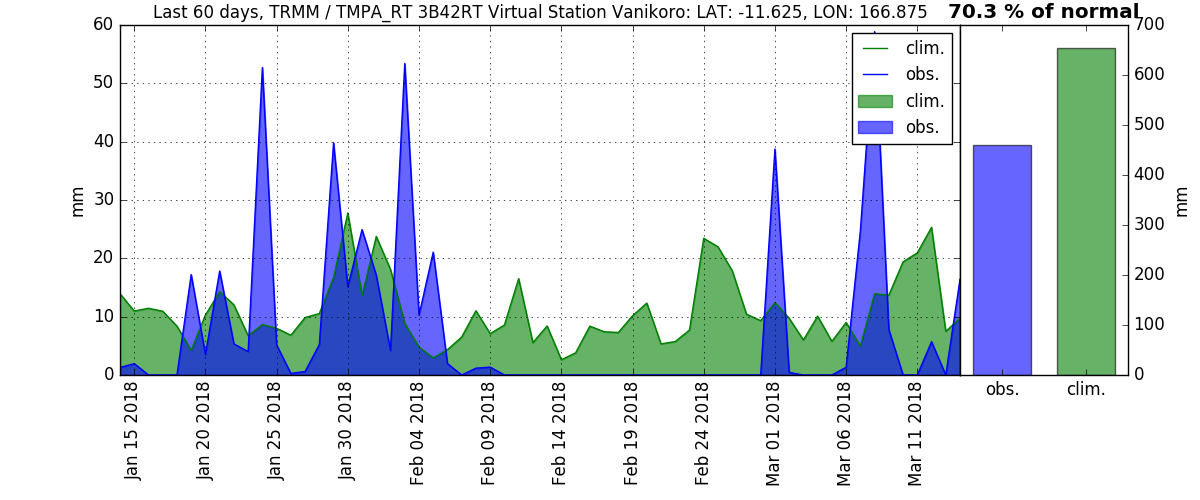 Last 60 days, TRMM / TMPA_RT 3B42RT Virtual Station Vanikoro: LAT: -11.625, LON: 166.875
70.3 % of normal
60
50
40
30
20
10
0
mm
clim.
obs.
clim.
obs.
Jan 15 2018
Jan 20 2018
Jan 25 2018
Jan 30 2018
Feb 04 2018
Feb 09 2018
Feb 14 2018
Feb 19 2018
Feb 24 2018
Mar 01 2018
Mar 06 2018
Mar 11 2018
700
600
500
400
300
200
100
0
mm
obs.
clim.